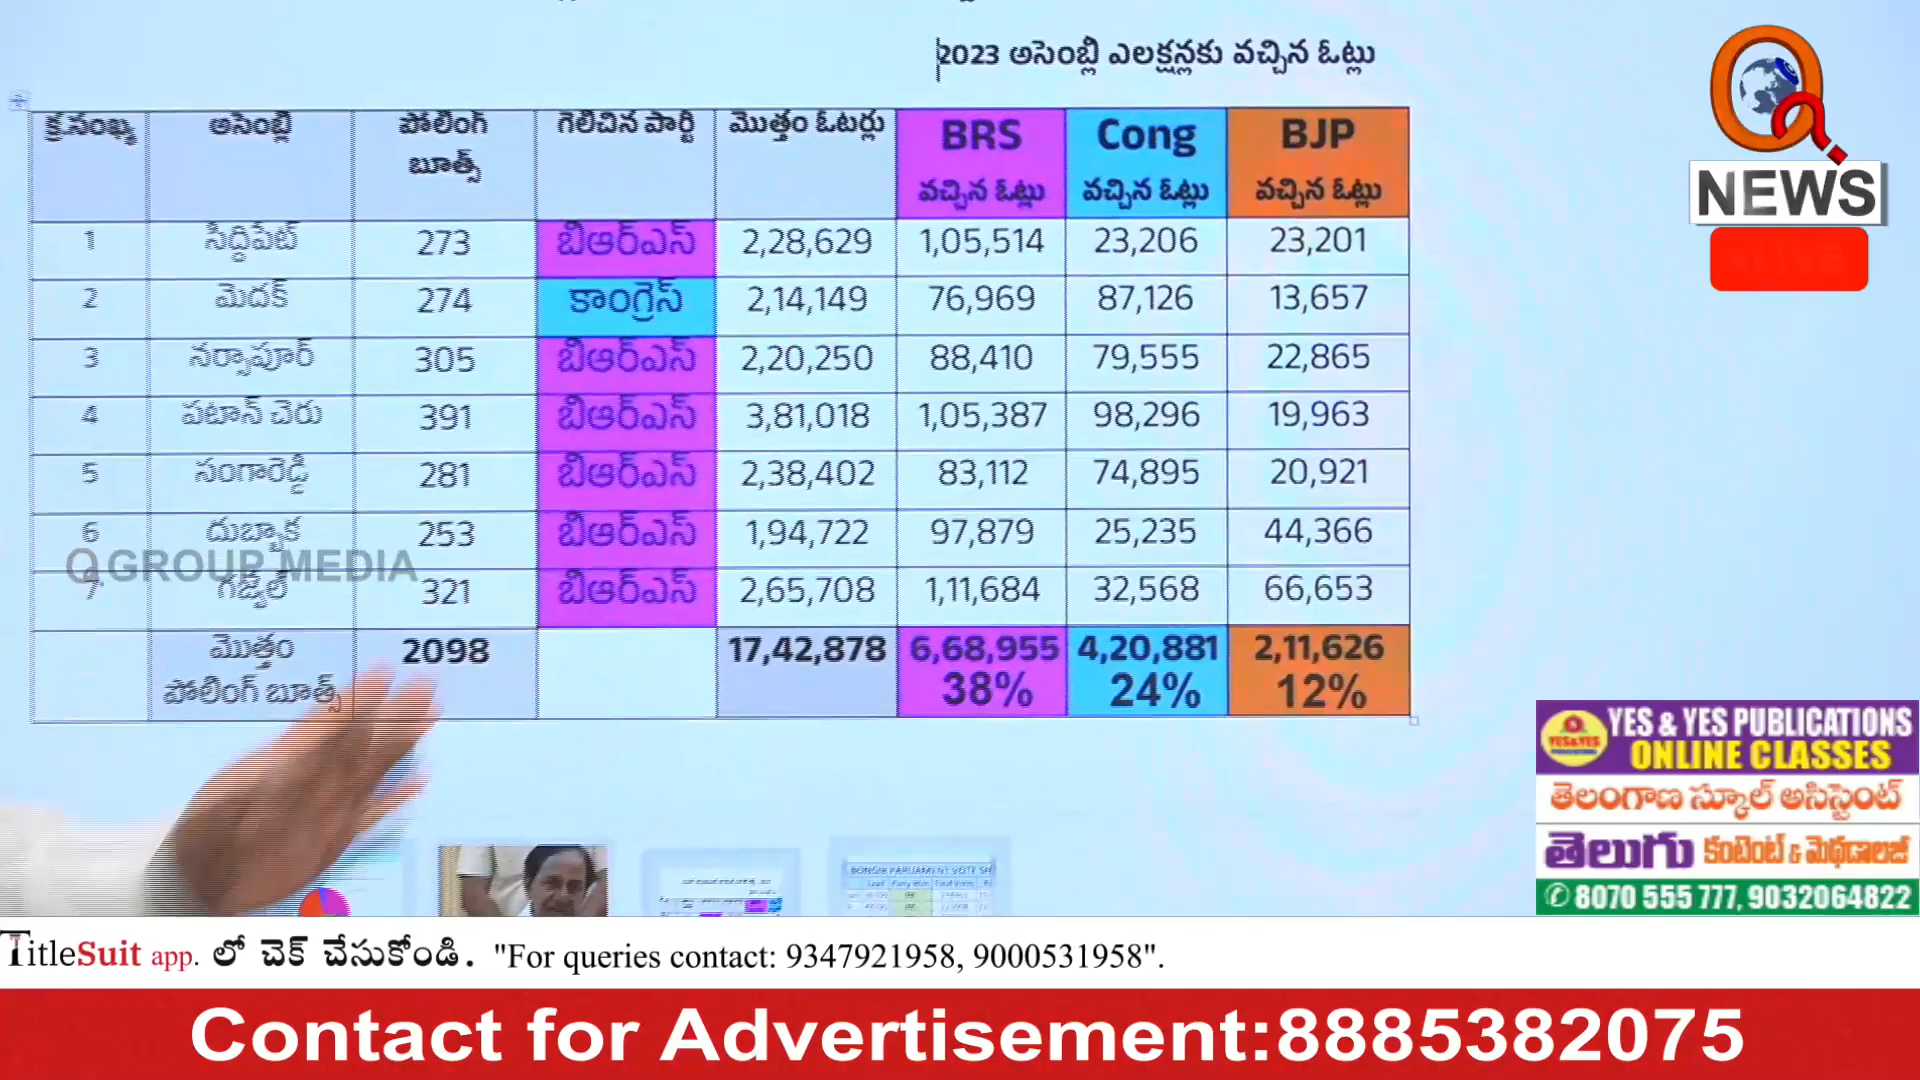 2023 అసెంబ్లీ ఎలక్షన్లకు వచ్చిన ఓట్లు
క్ర.సంఖ్య అసెంబ్లీ పోలింగ్ బూత్స్ గెలిచిన పార్టీ మొత్తం ఓటర్లు BRS వచ్చిన ఓట్లు Cong వచ్చిన ఓట్లు BJP వచ్చిన ఓట్లు
1 సిద్దిపేట్ 273 బీఆర్ఎస్ 2,28,629 1,05,514 23,206 23,201
2 మెదక్ 274 కాంగ్రెస్ 2,14,149 76,969 87,126 13,657
3 నర్సాపూర్ 305 బీఆర్ఎస్ 2,20,250 88,410 79,555 22,865
4 పటాన్ చెరు 391 బీఆర్ఎస్ 3,81,018 1,05,387 98,296 19,963
5 సంగారెడ్డి 281 బీఆర్ఎస్ 2,38,402 83,112 74,895 20,921
6 దుబ్బాక 253 బీఆర్ఎస్ 1,94,722 97,879 25,235 44,366
7 గజ్వేల్ 321 బీఆర్ఎస్ 2,65,708 1,11,684 32,568 66,653
మొత్తం పోలింగ్ బూత్స్ 2098 17,42,878 6,68,955 38% 4,20,881 24% 2,11,626 12%
Q GROUP MEDIA
Q
NEWS
YES & YES PUBLICATIONS
ONLINE CLASSES
తెలంగాణ స్కూల్ అసిస్టెంట్
తెలుగు కంటెంట్ & మెథడాలజీ
8070 555 777, 9032064822
TitleSuit app. లో చెక్ చేసుకోండి. "For queries contact: 9347921958, 9000531958".
Contact for Advertisement:8885382075